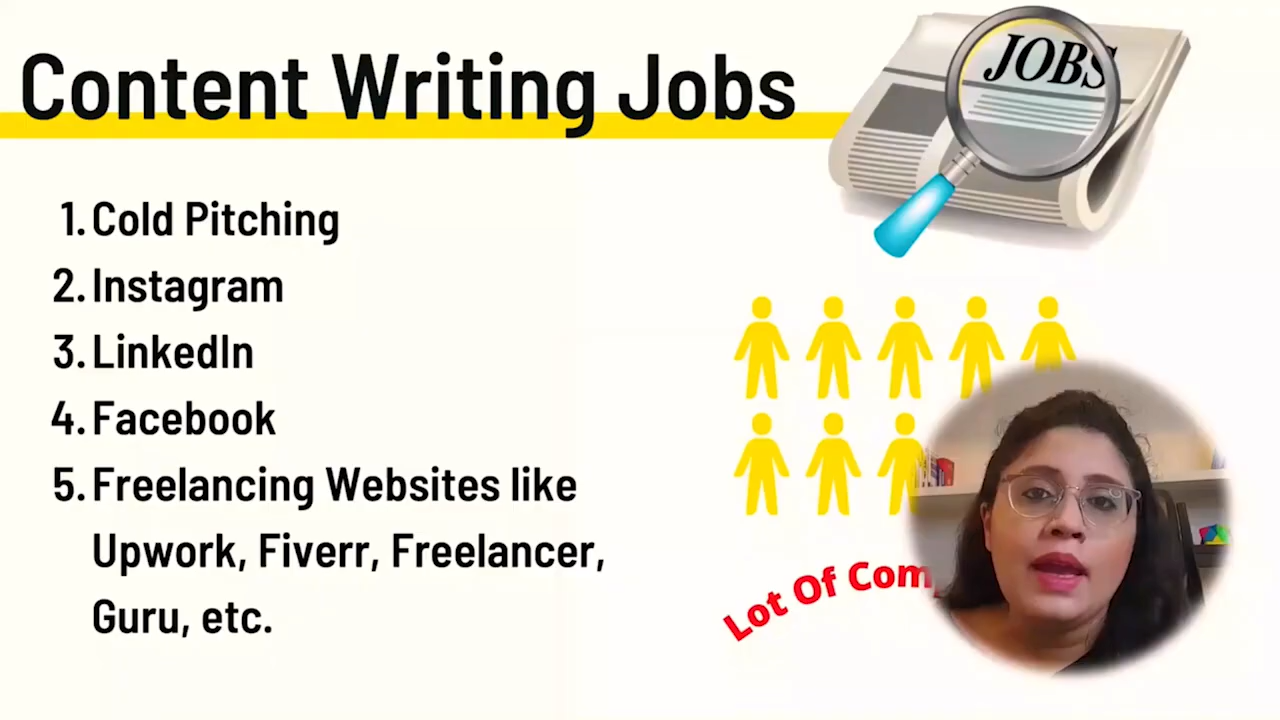 Content Writing Jobs
JOBS
1. Cold Pitching
2. Instagram
3. LinkedIn
4. Facebook
5. Freelancing Websites like
Upwork, Fiverr, Freelancer,
Guru, etc.
Lot Of Com